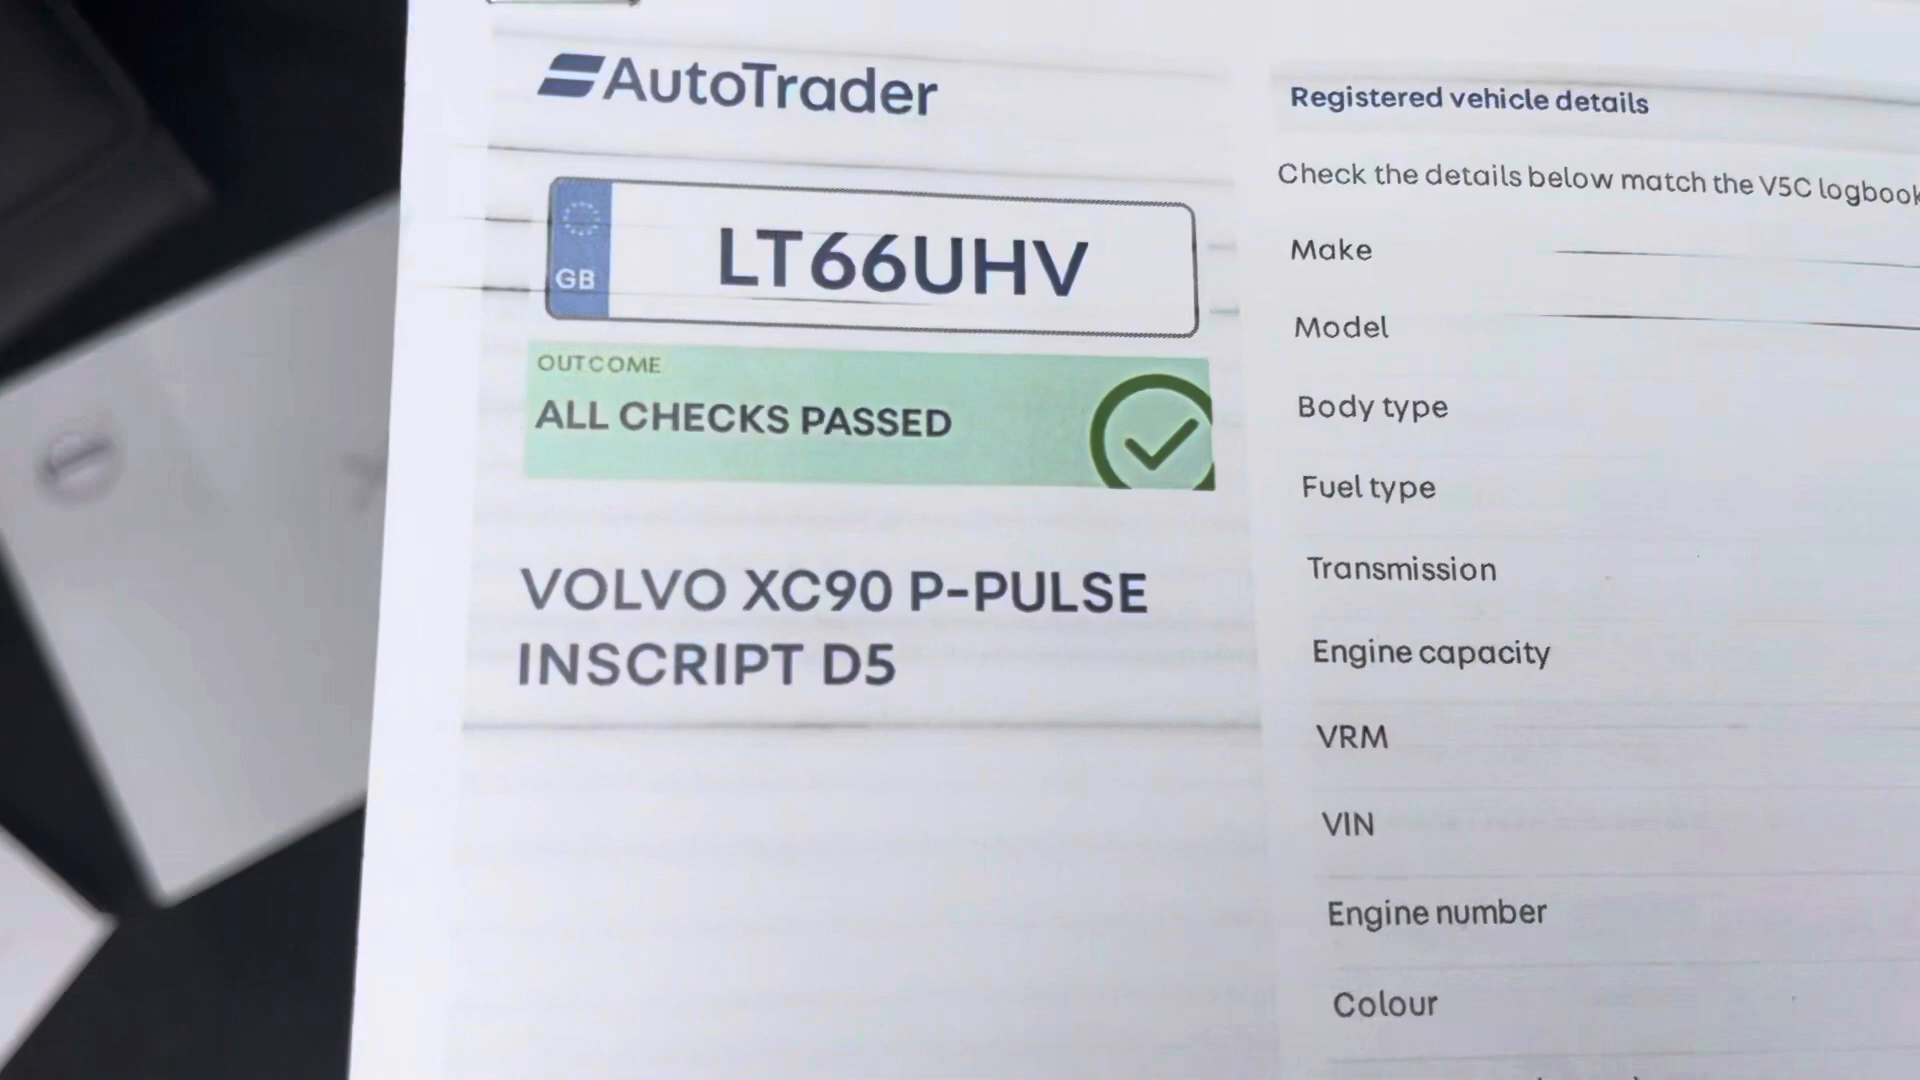 AutoTrader
GB
LT66UHV
OUTCOME
ALL CHECKS PASSED
VOLVO XC90 P-PULSE
INSCRIPT D5
Registered vehicle details
Check the details below match the V5C logbook
Make
Model
Body type
Fuel type
Transmission
Engine capacity
VRM
VIN
Engine number
Colour